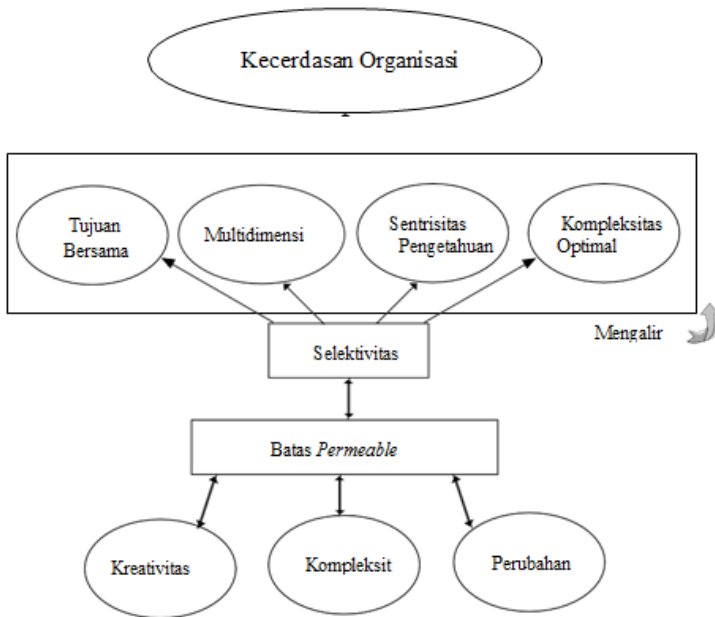 Kecerdasan Organisasi
Tujuan
Bersama
Multidimensi
Sentrisitas
Pengetahuan
Kompleksitas
Optimal
Mengalir
Selektivitas
Batas Permeable
Kreativitas
Kompleksit
Perubahan